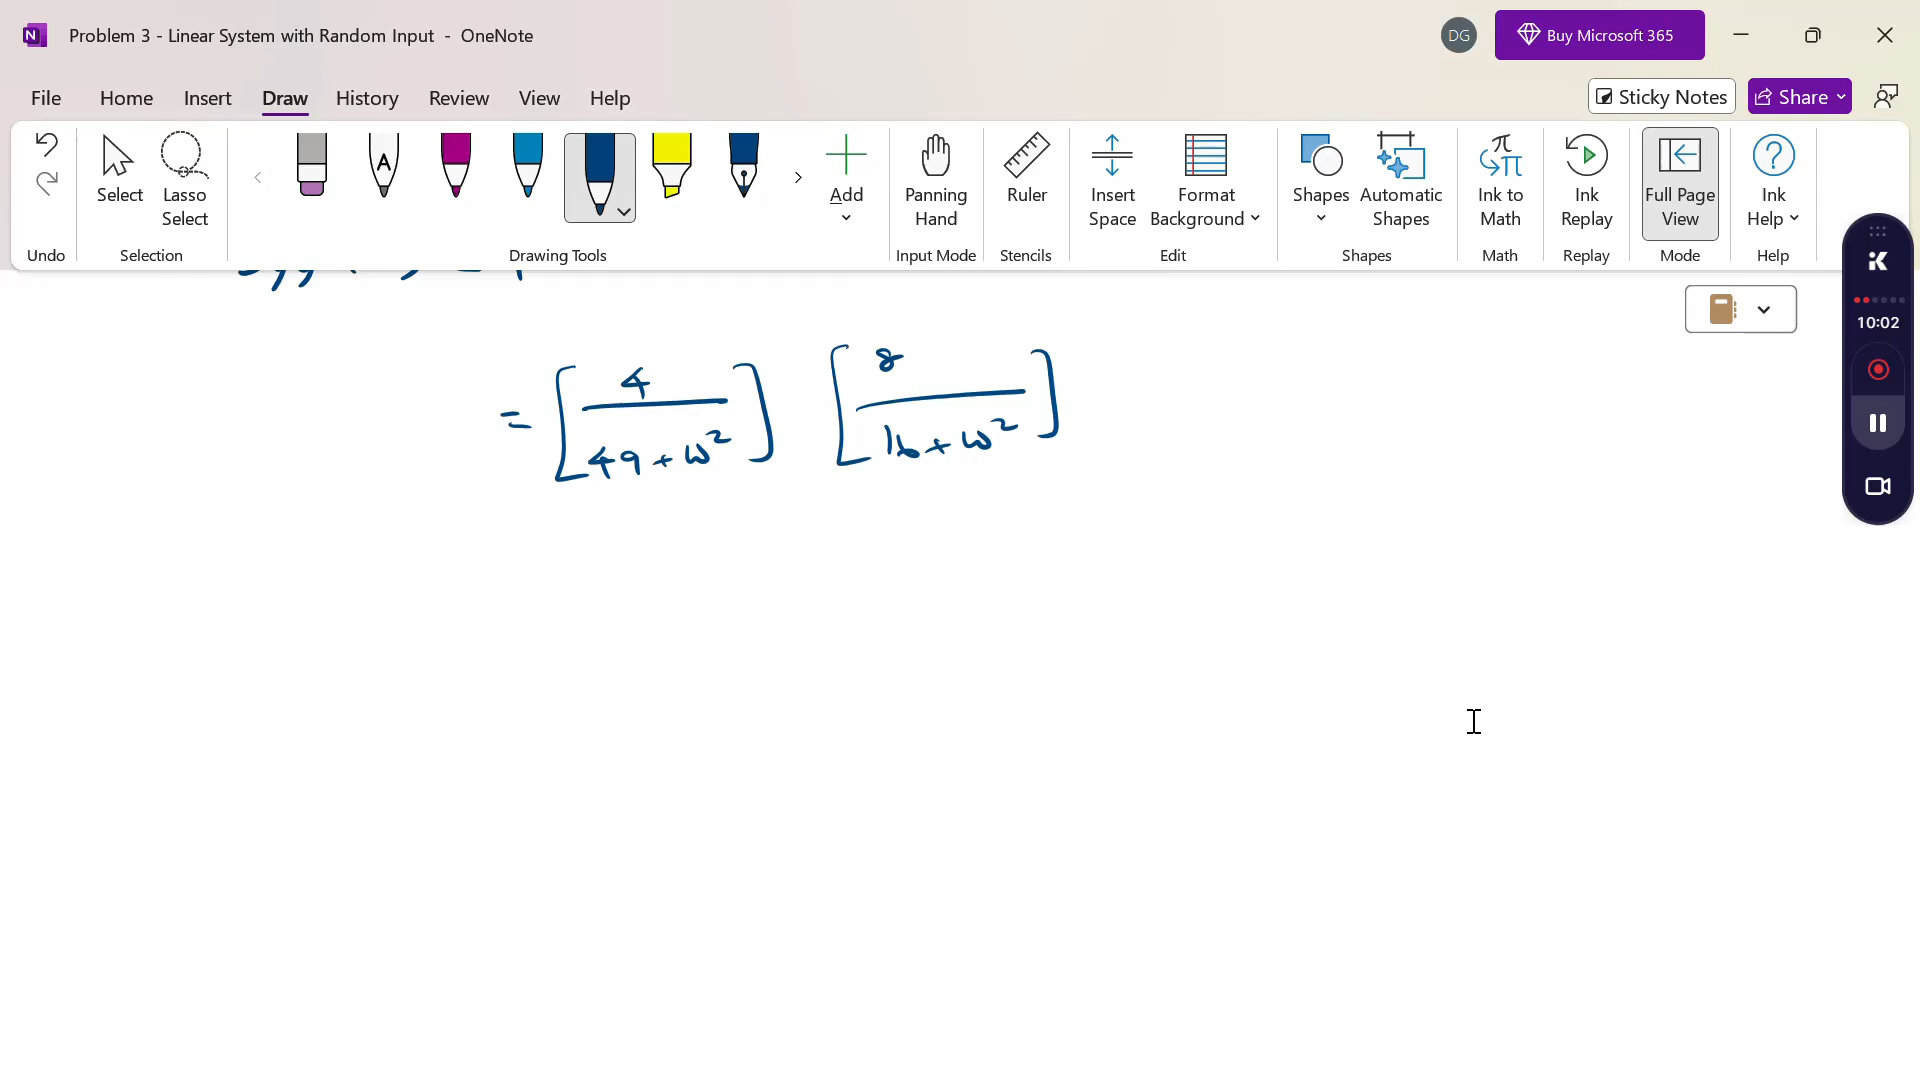 Problem 3 - Linear System with Random Input - OneNote
DG
Buy Microsoft 365
File Home Insert Draw History Review View Help
Sticky Notes
Share
Select
Lasso Select
A
Add
Panning Hand
Ruler
Insert Space
Format Background
Shapes
Automatic Shapes
Ink to Math
Ink Replay
Full Page View
Ink Help
Undo Selection Drawing Tools Input Mode Stencils Edit Shapes Math Replay Mode Help
10:02
= [4 / 49 + ω²] [8 / 16 + ω²]